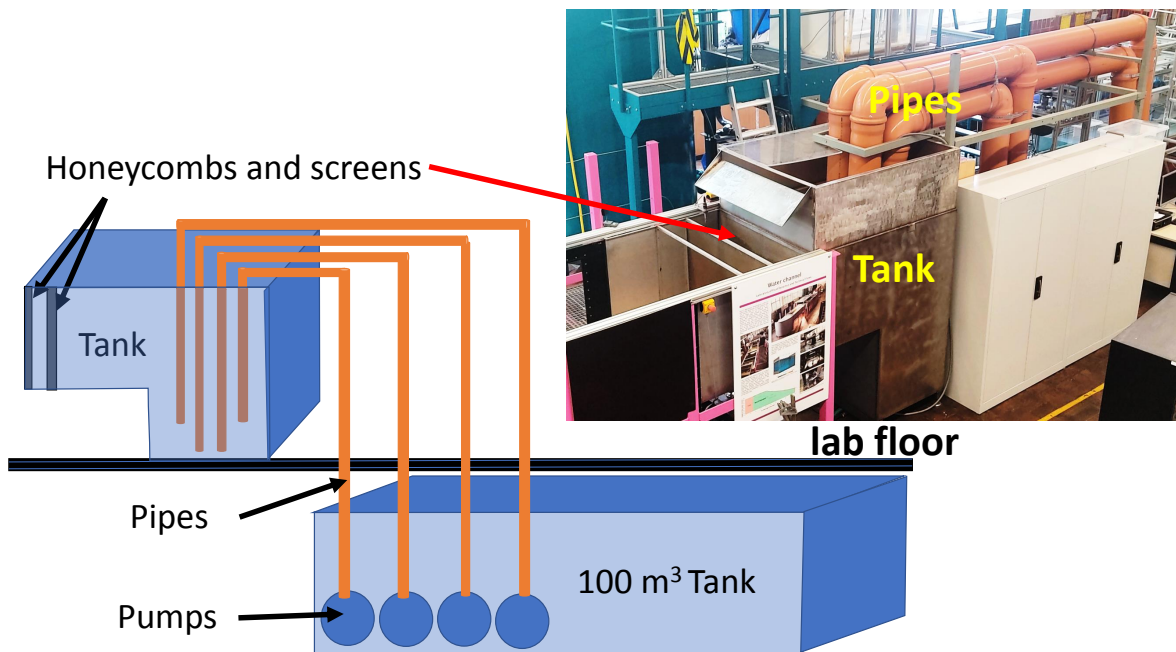 Pipes
Honeycombs and screens
Tank
Water channel
Tank
lab floor
Pipes
100 m³ Tank
Pumps